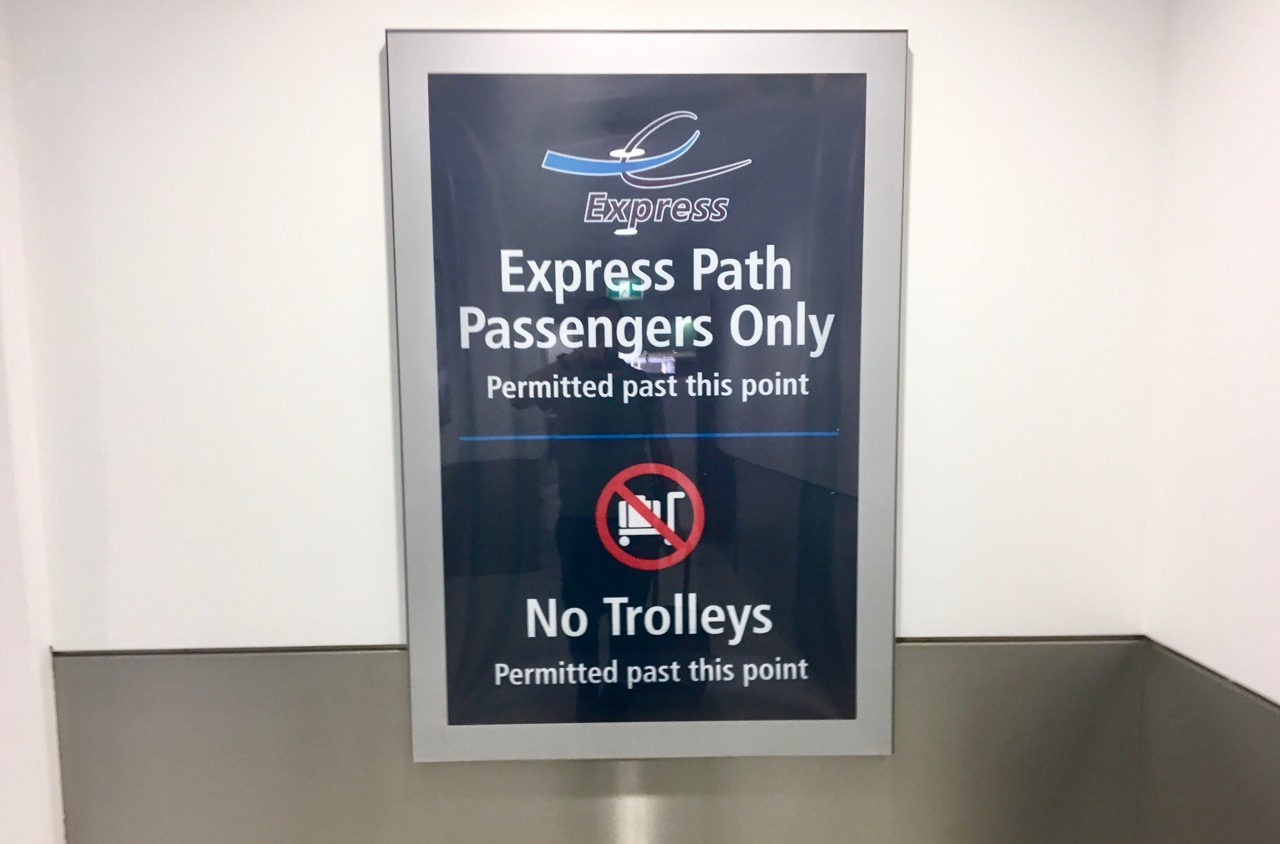 Express
Express Path
Passengers Only
Permitted past this point
No Trolleys
Permitted past this point